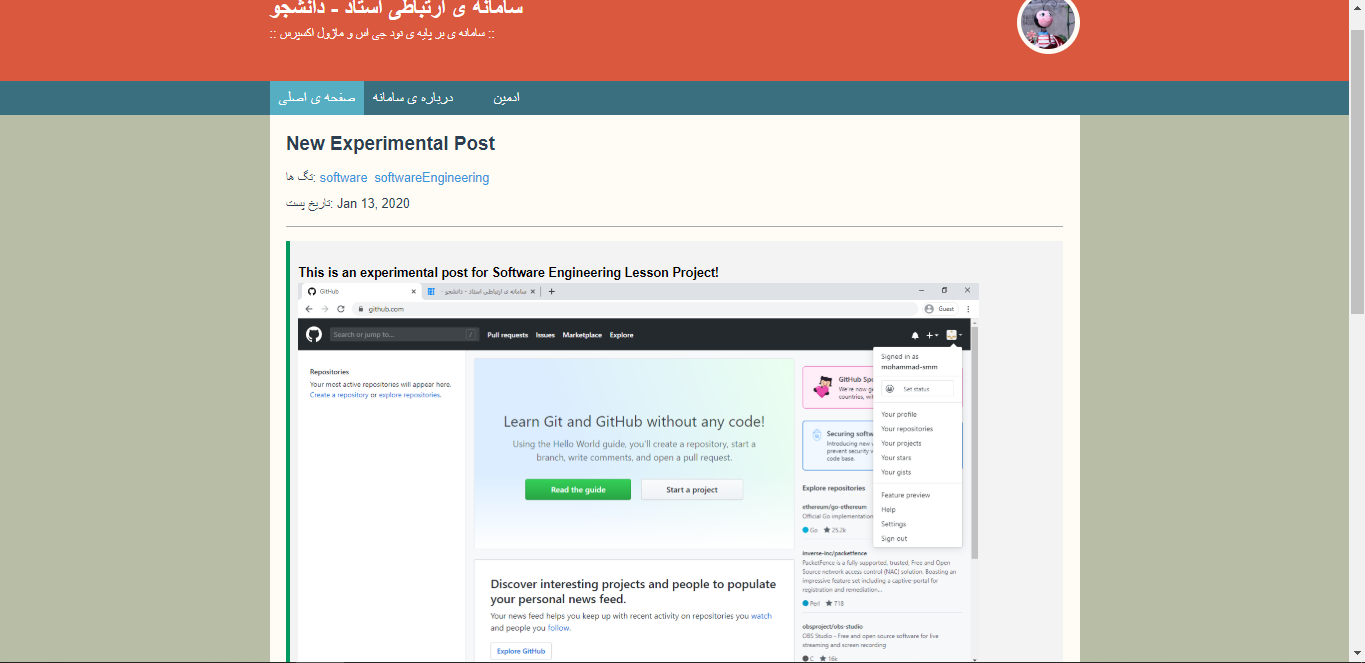 سامانه ی ارتباطی استاد - دانشجو
:: سامانه ی بر پایه ی نود جی اس و ماژول اکسپرس ::
صفحه ی اصلی
درباره ی سامانه
ادمین
New Experimental Post
تگ ها: software softwareEngineering
تاریخ پست: Jan 13, 2020
This is an experimental post for Software Engineering Lesson Project!
GitHub
سامانه ی ارتباطی استاد - دانشجو -
github.com
Guest
Search or jump to...
/
Pull requests Issues Marketplace Explore
Signed in as
mohammad-smm
Set status
Your profile
Your repositories
Your projects
Your stars
Your gists
Feature preview
Help
Settings
Sign out
Repositories
Your most active repositories will appear here.
Create a repository or explore repositories.
Learn Git and GitHub without any code!
Using the Hello World guide, you'll create a repository, start a
branch, write comments, and open a pull request.
Read the guide
Start a project
Discover interesting projects and people to populate
your personal news feed.
Your news feed helps you keep up with recent activity on repositories you watch
and people you follow.
Explore GitHub
GitHub Spo
We're now ge
countries, wit
Securing softw
Introducing new
prevent security v
code base.
Explore repositories
ethereum/go-ethereum
Official Go implementation
Go 25.2k
inverse-inc/packetfence
PacketFence is a fully supported, trusted, Free and Open
Source network access control (NAC) solution. Boasting an
impressive feature set including a captive-portal for
registration and remediation...
Perl 718
obsproject/obs-studio
OBS Studio - Free and open source software for live
streaming and screen recording
C 16k